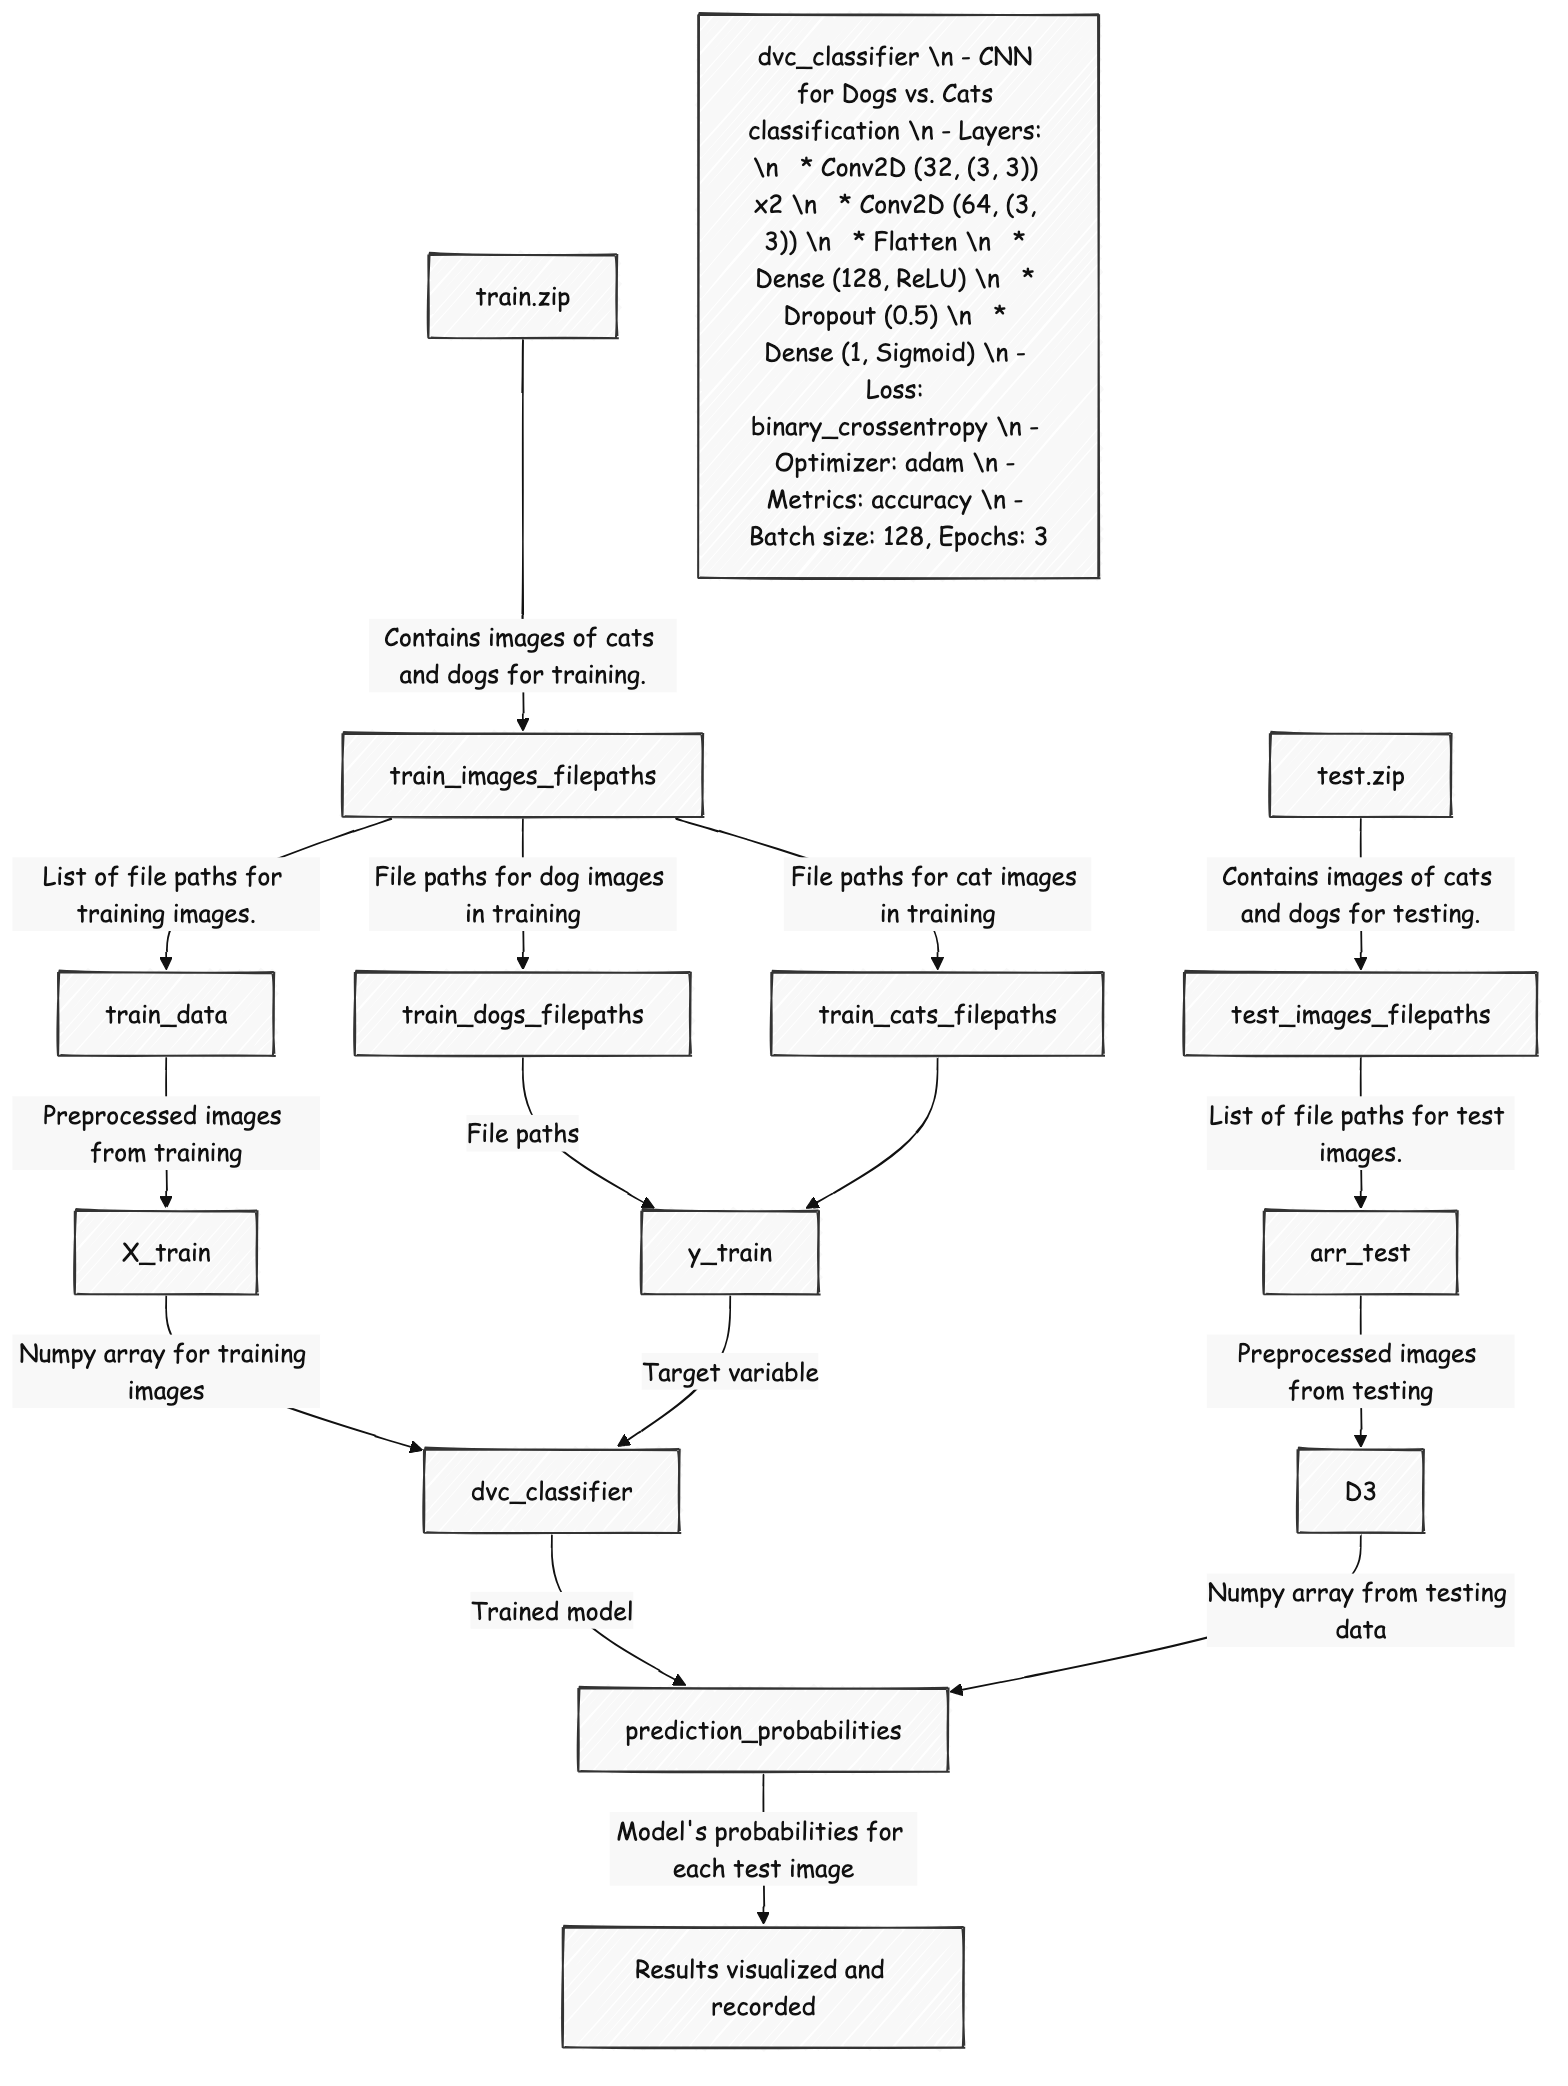 dvc_classifier \n - CNN
for Dogs vs. Cats
classification \n - Layers:
\n   * Conv2D (32, (3, 3))
x2 \n   * Conv2D (64, (3,
3)) \n   * Flatten \n   *
Dense (128, ReLU) \n   *
Dropout (0.5) \n   *
Dense (1, Sigmoid) \n -
Loss:
binary_crossentropy \n -
Optimizer: adam \n -
Metrics: accuracy \n -
Batch size: 128, Epochs: 3
train.zip
Contains images of cats
and dogs for training.
train_images_filepaths
test.zip
List of file paths for
training images.
File paths for dog images
in training
File paths for cat images
in training
Contains images of cats
and dogs for testing.
train_data
train_dogs_filepaths
train_cats_filepaths
test_images_filepaths
Preprocessed images
from training
File paths
List of file paths for test
images.
X_train
y_train
arr_test
Numpy array for training
images
Target variable
Preprocessed images
from testing
dvc_classifier
D3
Trained model
Numpy array from testing
data
prediction_probabilities
Model's probabilities for
each test image
Results visualized and
recorded